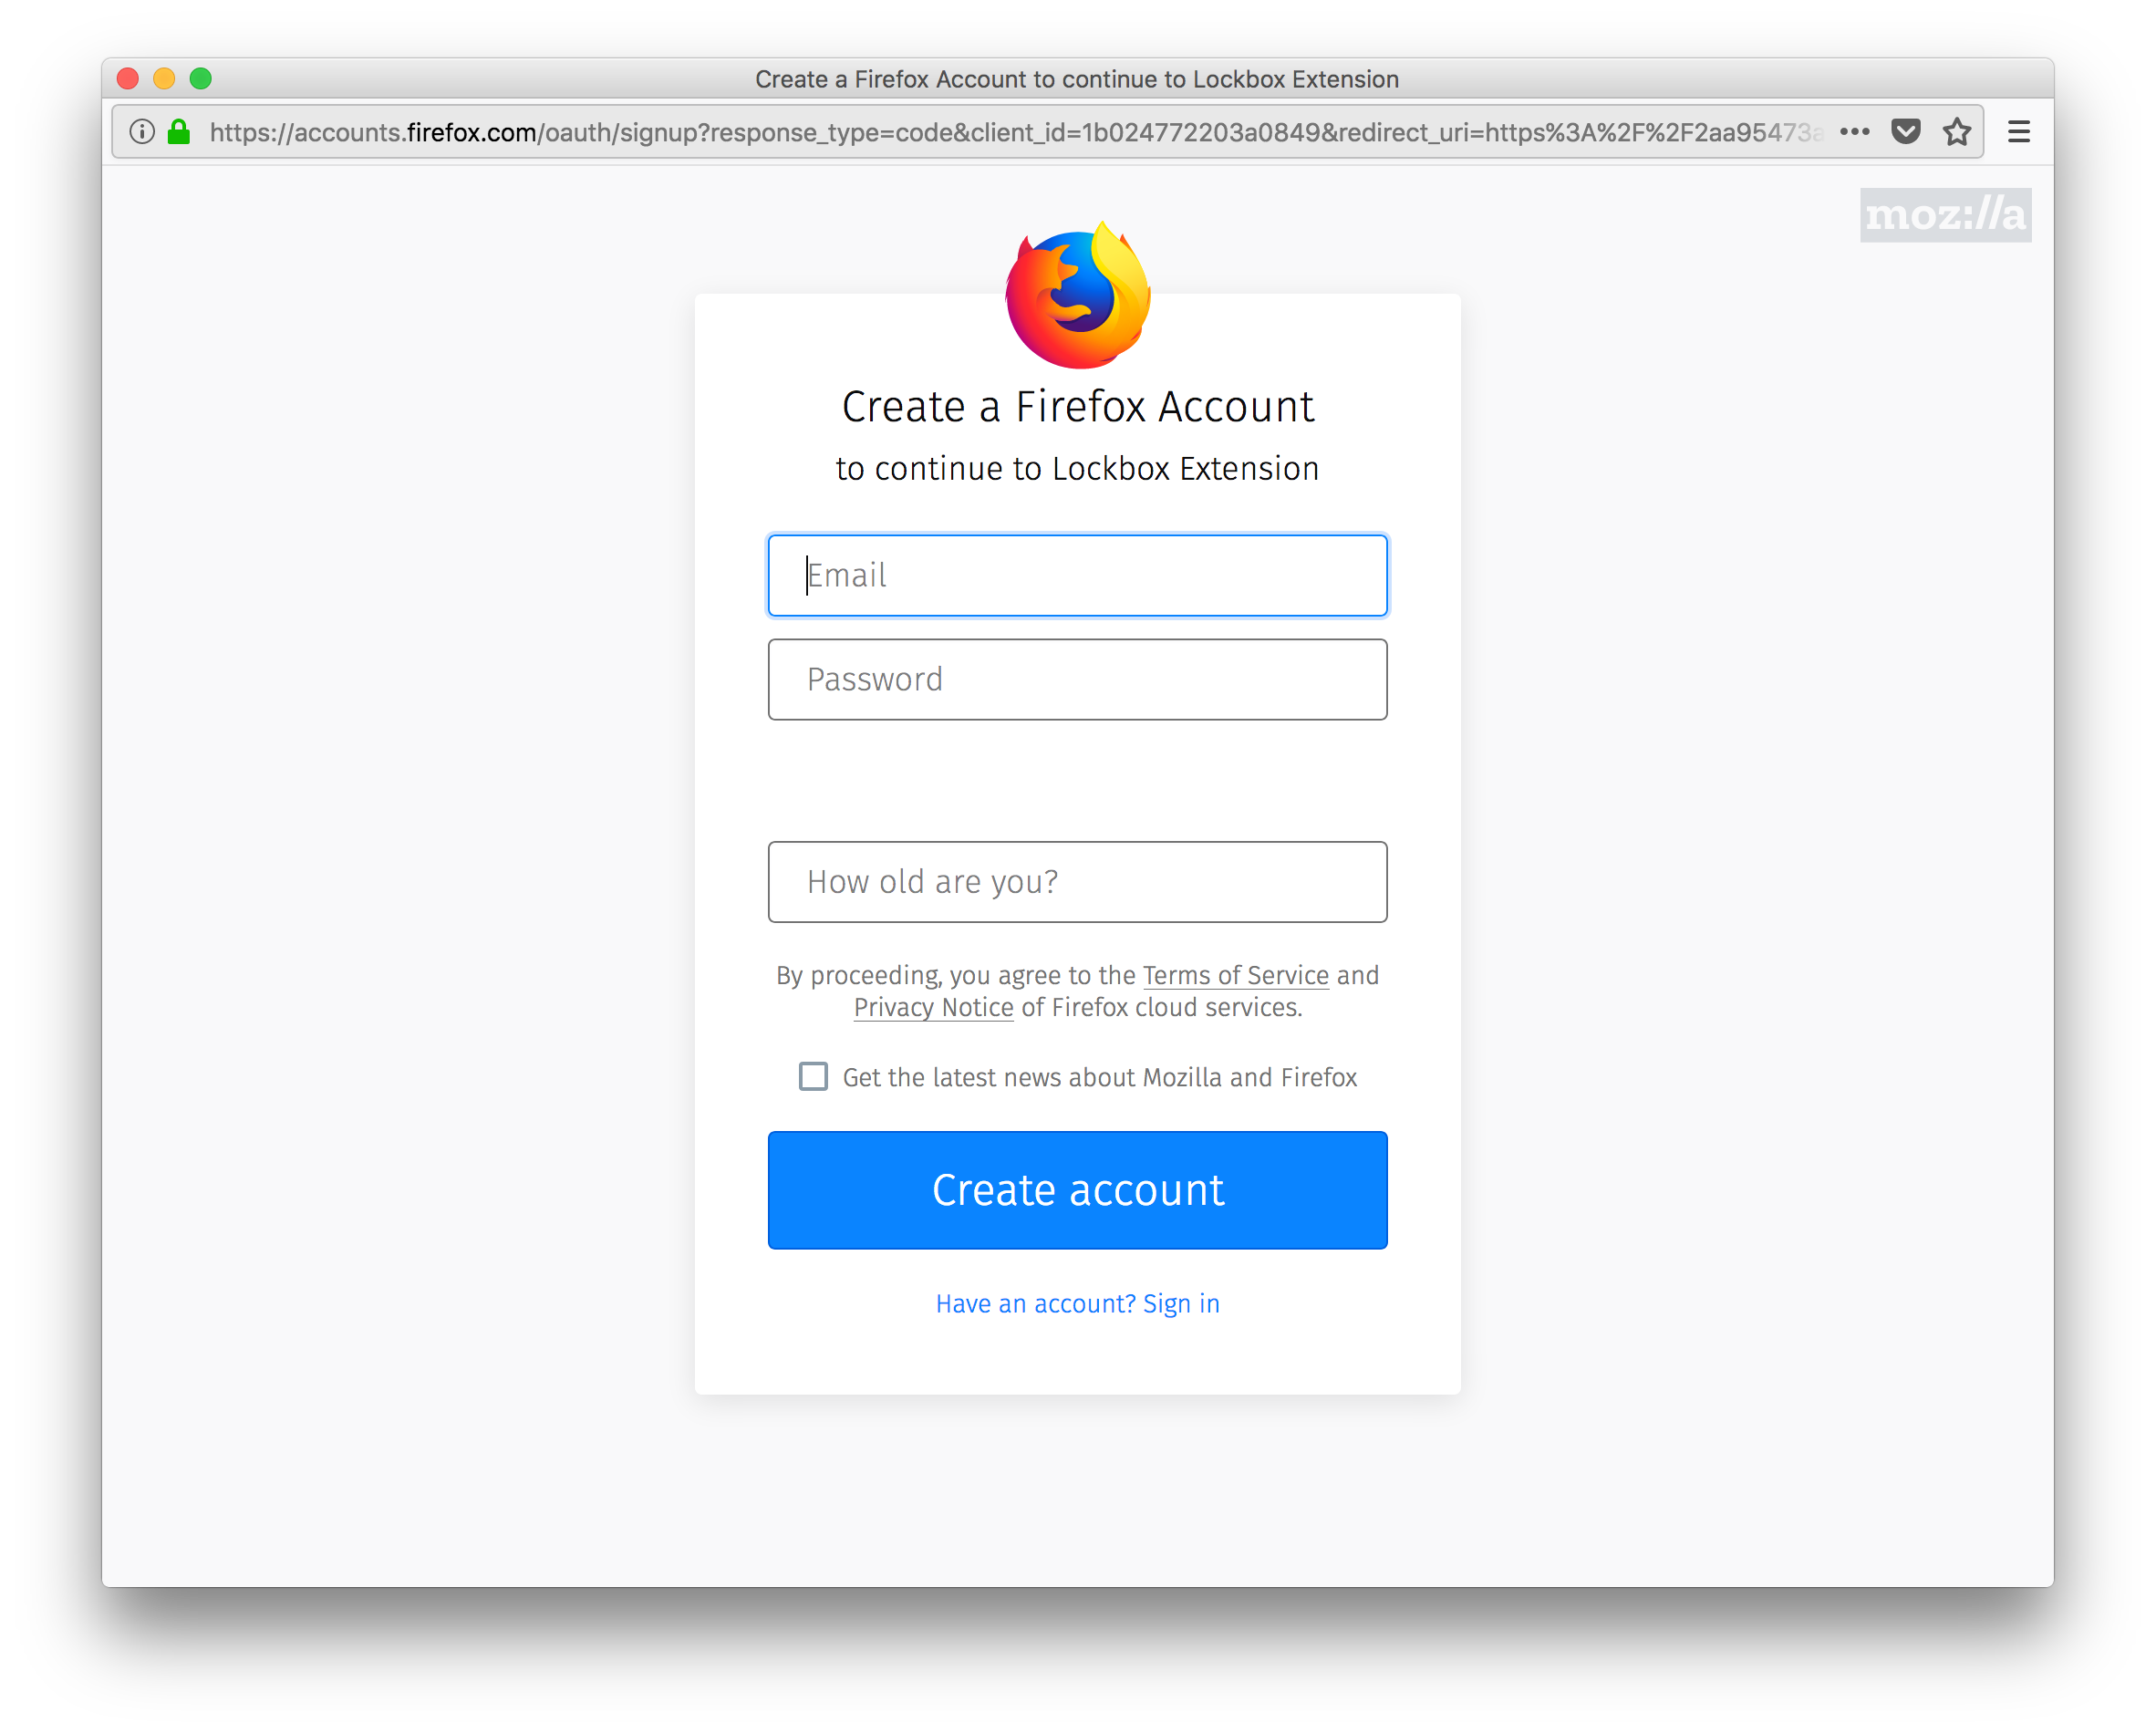 Create a Firefox Account to continue to Lockbox Extension
https://accounts.firefox.com/oauth/signup?response_type=code&client_id=1b024772203a0849&redirect_uri=https%3A%2F%2F2aa95473a
moz://a
Create a Firefox Account
to continue to Lockbox Extension
Email
Password
How old are you?
By proceeding, you agree to the Terms of Service and
Privacy Notice of Firefox cloud services.
Get the latest news about Mozilla and Firefox
Create account
Have an account? Sign in